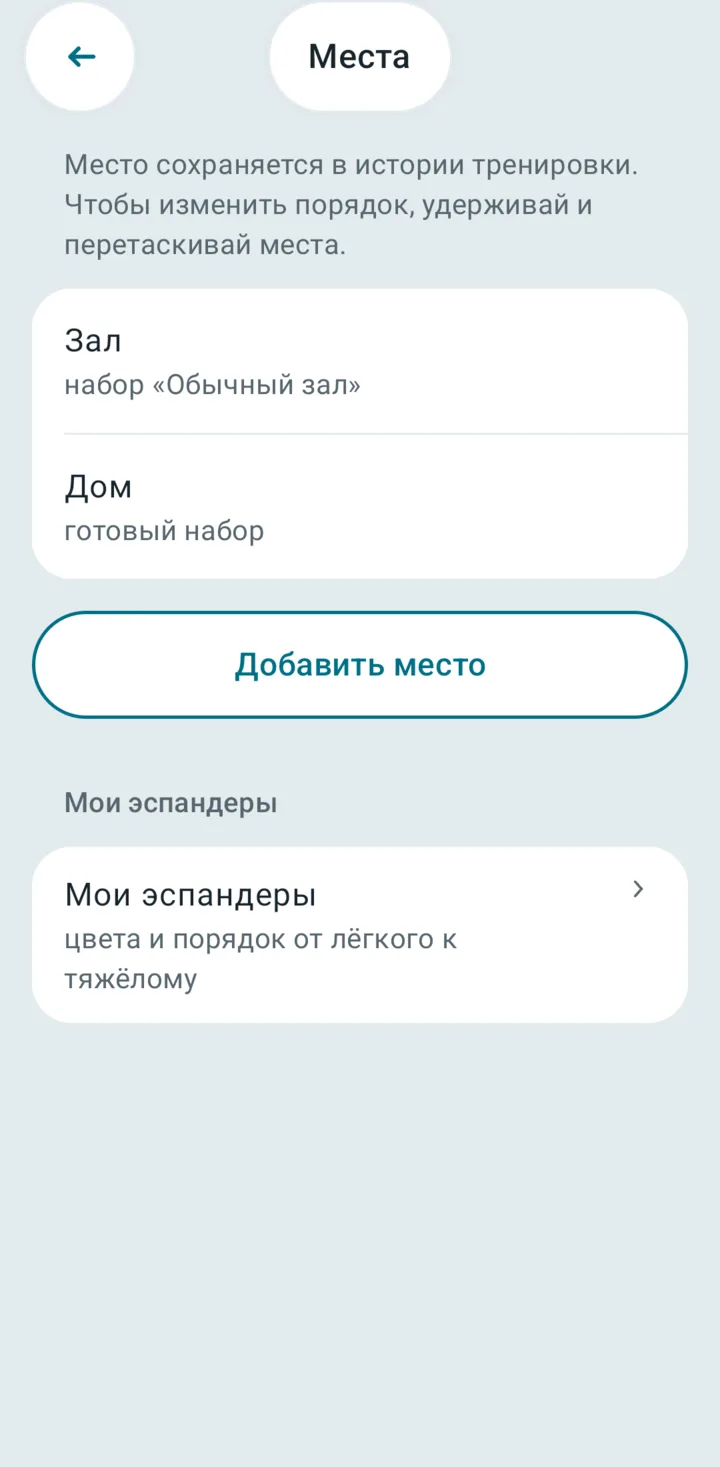 Места
Место сохраняется в истории тренировки.
Чтобы изменить порядок, удерживай и
перетаскивай места.
Зал
набор «Обычный зал»
Дом
готовый набор
Добавить место
Мои эспандеры
Мои эспандеры
цвета и порядок от лёгкого к
тяжёлому